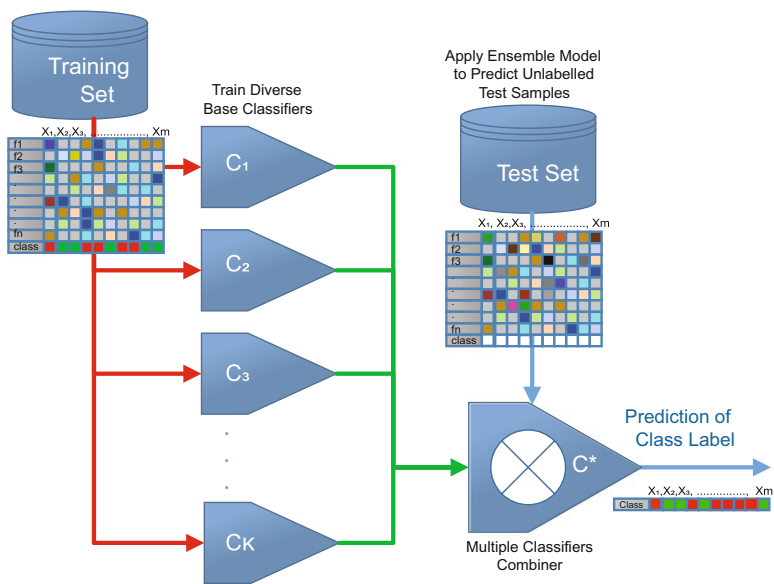 Training
Set
Train Diverse
Base Classifiers
Apply Ensemble Model
to Predict Unlabelled
Test Samples
X₁,X₂,X₃, ................., Xm
f1
f2
f3
.
.
.
.
fn
class
C₁
C₂
C₃
.
.
.
CK
Test Set
X₁, X₂,X₃, ................., Xm
f1
f2
f3
.
.
.
.
fn
class
C*
Multiple Classifiers
Combiner
Prediction of
Class Label
X₁,X₂,X₃, ................, Xm
Class